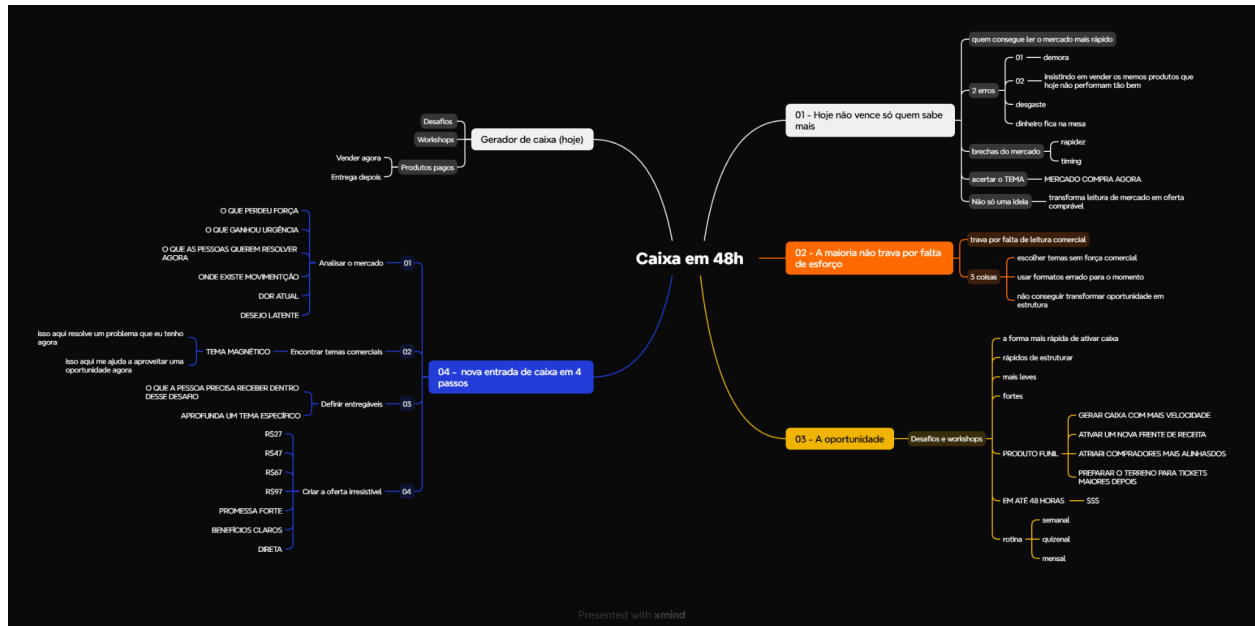 Caixa em 48h
01 - Hoje não vence só quem sabe
mais
quem consegue ler o mercado mais rápido
2 erros
01
demora
02
insistindo em vender os memos produtos que
hoje não performam tão bem
desgaste
dinheiro fica na mesa
brechas do mercado
rapidez
timing
acertar o TEMA
MERCADO COMPRA AGORA
Não só uma ideia
transforma leitura de mercado em oferta
comprável
02 - A maioria não trava por falta
de esforço
trava por falta de leitura comercial
3 coisas
escolher temas sem força comercial
usar formatos errado para o momento
não conseguir transformar oportunidade em
estrutura
03 - A oportunidade
Desafios e workshops
a forma mais rápida de ativar caixa
rápidos de estruturar
mais leves
fortes
PRODUTO FUNIL
GERAR CAIXA COM MAIS VELOCIDADE
ATIVAR UM NOVA FRENTE DE RECEITA
ATRIARI COMPRADORES MAIS ALINHASDOS
PREPARAR O TERRENO PARA TICKETS
MAIORES DEPOIS
EM ATÉ 48 HORAS
$$$
rotina
semanal
quizenal
mensal
Gerador de caixa (hoje)
Desafios
Workshops
Produtos pagos
Vender agora
Entrega depois
04 - nova entrada de caixa em 4
passos
01
Analisar o mercado
O QUE PERDEU FORÇA
O QUE GANHOU URGÊNCIA
O QUE AS PESSOAS QUEREM RESOLVER
AGORA
ONDE EXISTE MOVIMENTÇÃO
DOR ATUAL
DESEJO LATENTE
02
Encontrar temas comerciais
TEMA MAGNÉTICO
isso aqui resolve um problema que eu tenho
agora
isso aqui me ajuda a aproveitar uma
oportunidade agora
03
Definir entregáveis
O QUE A PESSOA PRECISA RECEBER DENTRO
DESSE DESAFIO
APROFUNDA UM TEMA ESPECÍFICO
04
Criar a oferta irresistível
R$27
R$47
R$67
R$97
PROMESSA FORTE
BENEFÍCIOS CLAROS
DIRETA
Presented with xmind